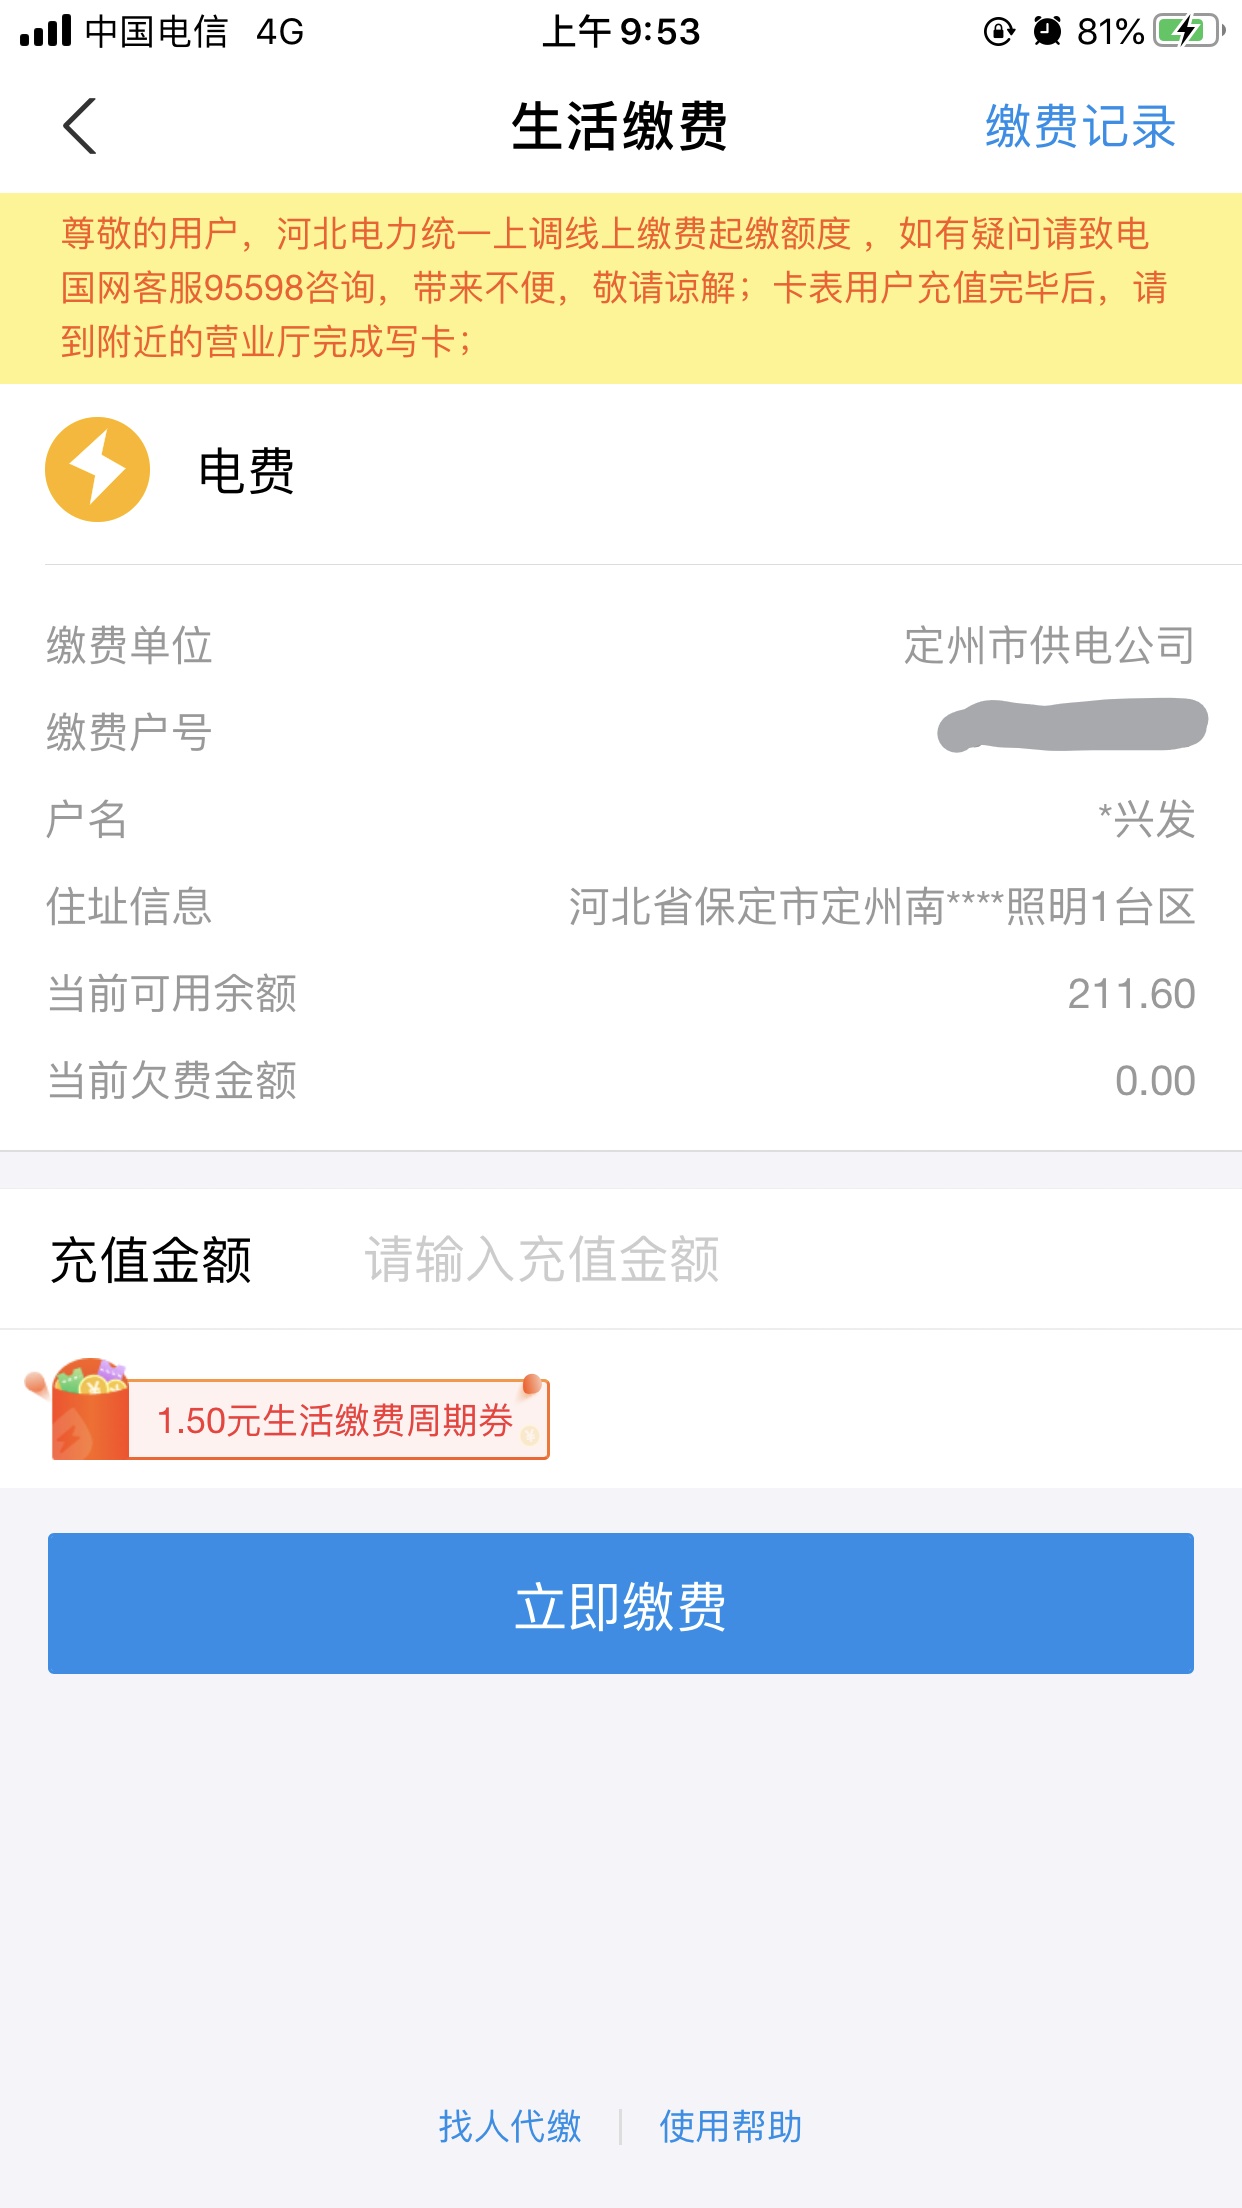 中国电信 4G 上午 9:53 81%
生活缴费 缴费记录
尊敬的用户，河北电力统一上调线上缴费起缴额度 ，如有疑问请致电
国网客服95598咨询，带来不便，敬请谅解；卡表用户充值完毕后，请
到附近的营业厅完成写卡；
电费
缴费单位 定州市供电公司
缴费户号
户名 *兴发
住址信息 河北省保定市定州南****照明1台区
当前可用余额 211.60
当前欠费金额 0.00
充值金额 请输入充值金额
1.50元生活缴费周期券
立即缴费
找人代缴 | 使用帮助